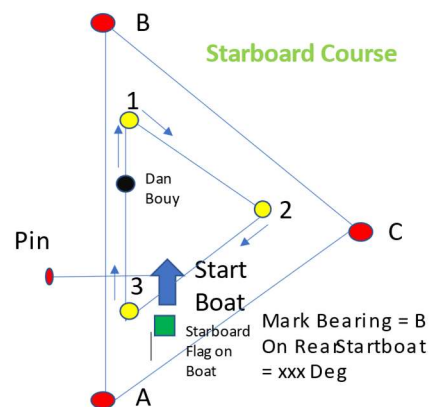 B
Starboard Course
1
Dan
Bouy
2
C
Pin
Start
Boat
3
Starboard
Flag on
Boat
Mark Bearing = B
On RearStartboat
= xxx Deg
A